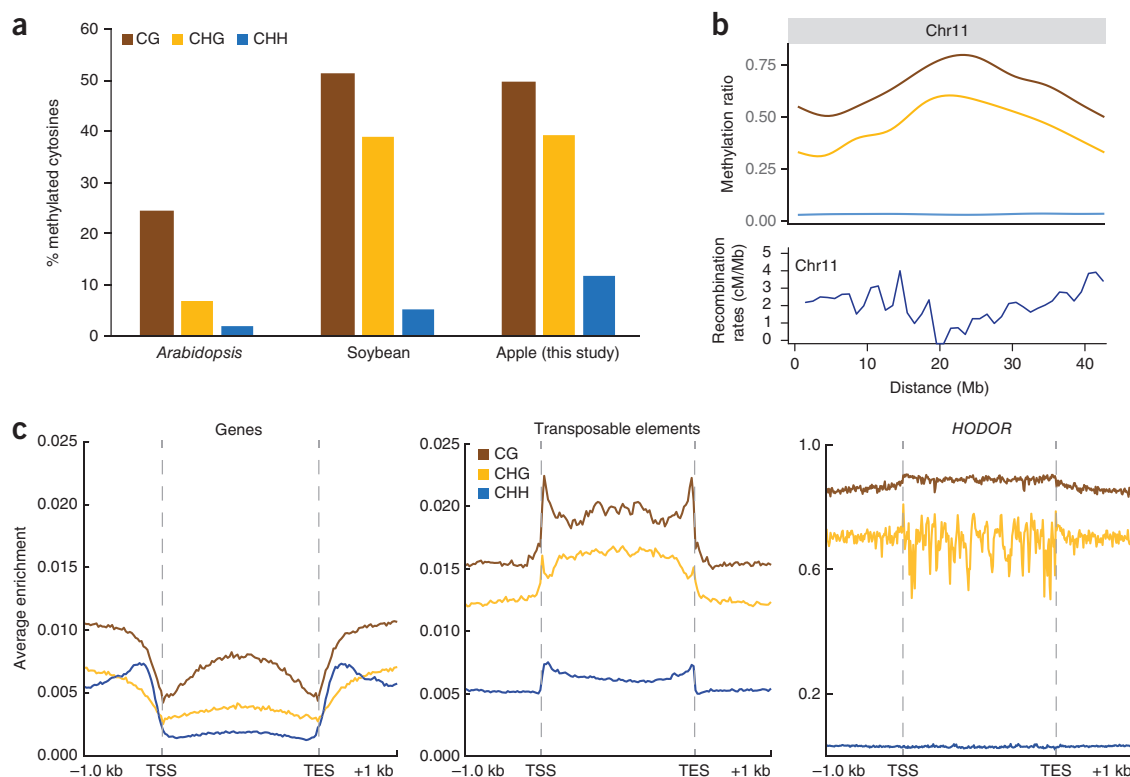 a
CG CHG CHH
% methylated cytosines
60
50
40
30
20
10
0
Arabidopsis
Soybean
Apple (this study)
b
Chr11
Methylation ratio
0.75
0.50
0.25
0.00
Recombination
rates (cM/Mb)
Chr11
5
4
3
2
1
0
0 10 20 30 40
Distance (Mb)
c
Genes
Average enrichment
0.025
0.020
0.015
0.010
0.005
0.000
–1.0 kb TSS TES +1 kb
Transposable elements
CG
CHG
CHH
0.025
0.020
0.015
0.010
0.005
0.000
–1.0 kb TSS TES +1 kb
HODOR
1.0
0.6
0.2
–1.0 kb TSS TES +1 kb